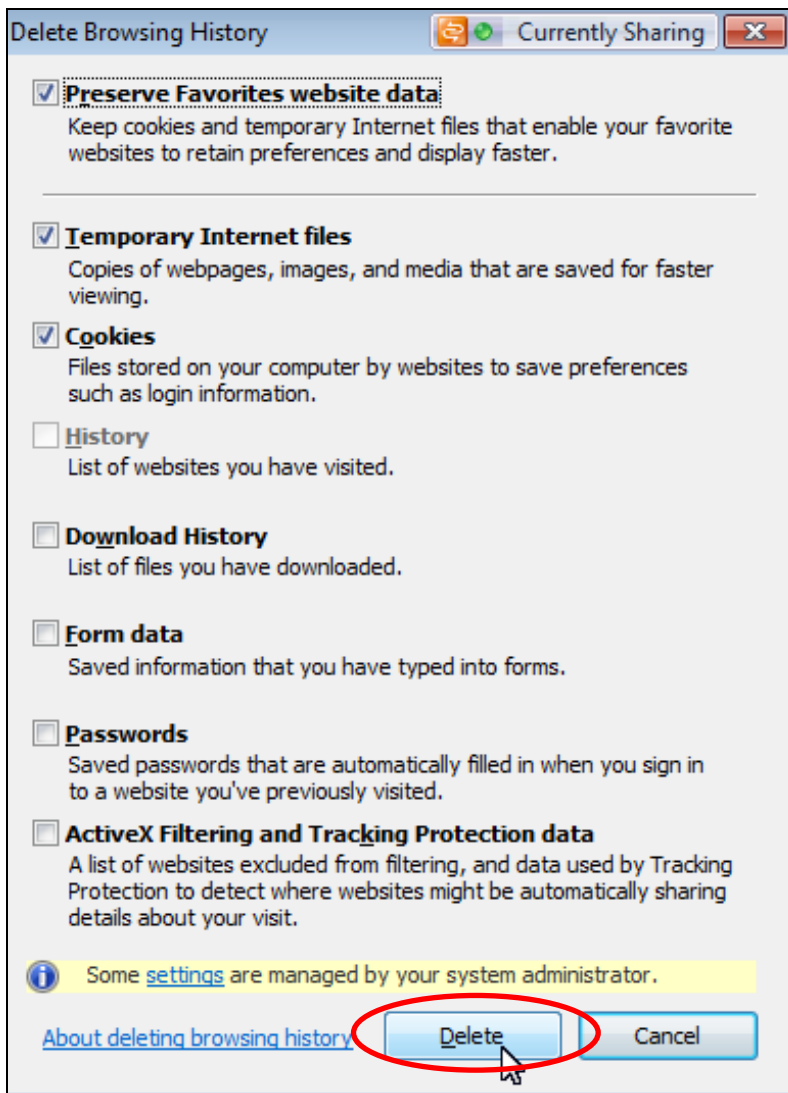 Delete Browsing History
Currently Sharing
Preserve Favorites website data
Keep cookies and temporary Internet files that enable your favorite
websites to retain preferences and display faster.
Temporary Internet files
Copies of webpages, images, and media that are saved for faster
viewing.
Cookies
Files stored on your computer by websites to save preferences
such as login information.
History
List of websites you have visited.
Download History
List of files you have downloaded.
Form data
Saved information that you have typed into forms.
Passwords
Saved passwords that are automatically filled in when you sign in
to a website you've previously visited.
ActiveX Filtering and Tracking Protection data
A list of websites excluded from filtering, and data used by Tracking
Protection to detect where websites might be automatically sharing
details about your visit.
Some settings are managed by your system administrator.
About deleting browsing history
Delete
Cancel